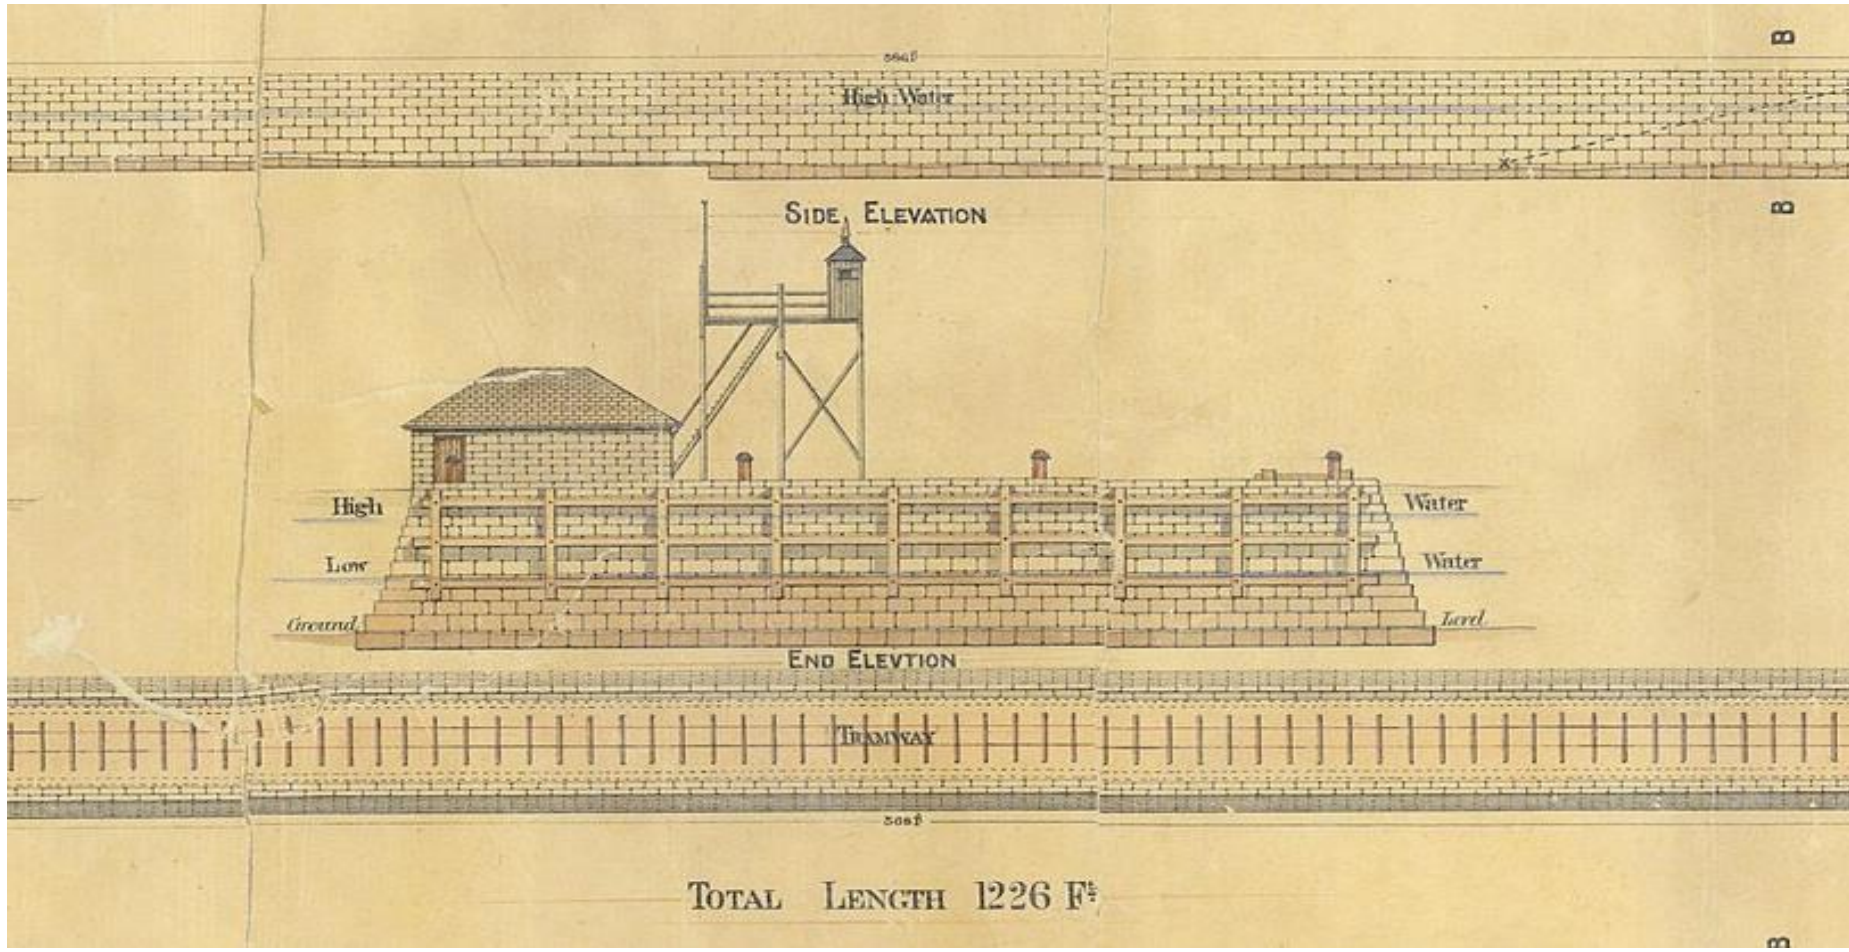 B
High Water
B
SIDE ELEVATION
High Water
Low Water
Ground Level
END ELEVTION
TRAMWAY
TOTAL LENGTH 1226 Ft
B